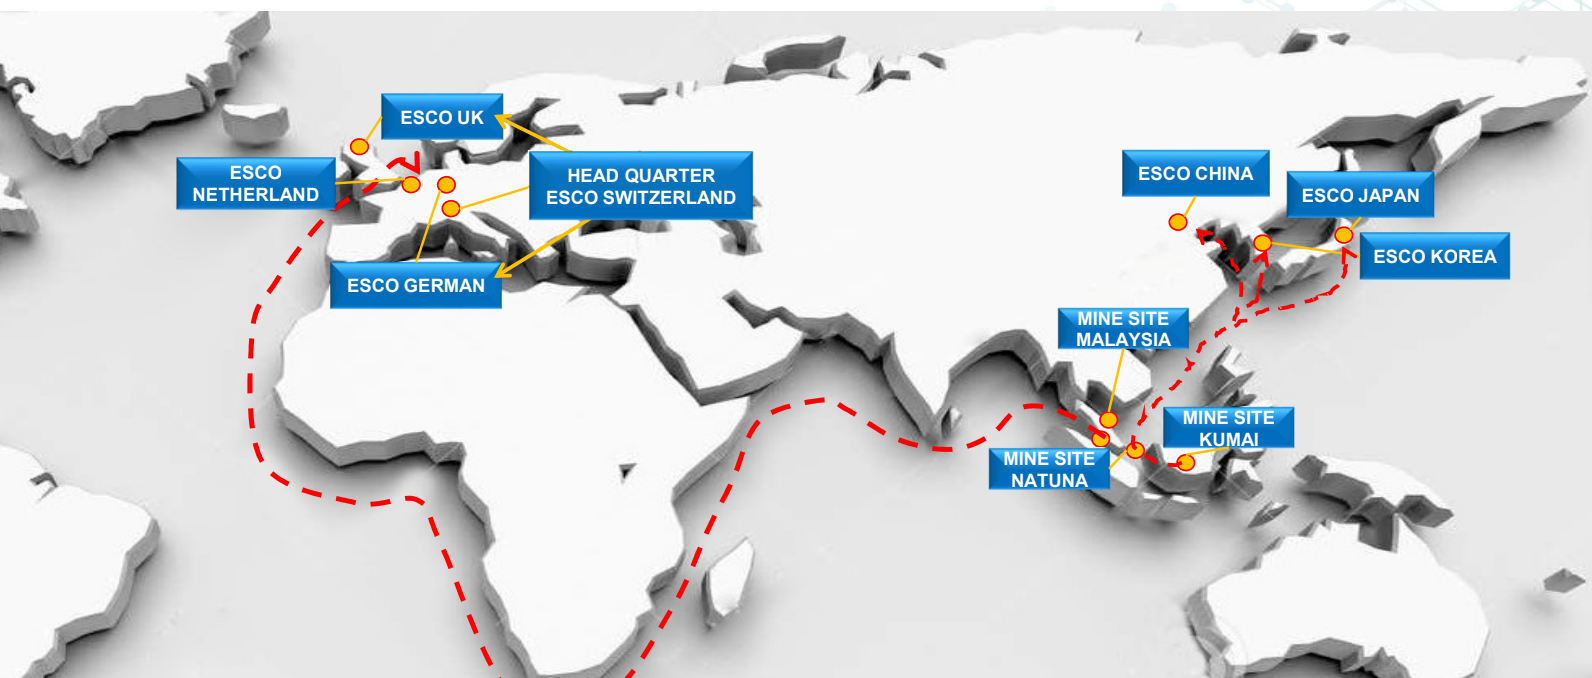 ESCO UK
ESCO
NETHERLAND
HEAD QUARTER
ESCO SWITZERLAND
ESCO GERMAN
ESCO CHINA
ESCO JAPAN
ESCO KOREA
MINE SITE
MALAYSIA
MINE SITE
KUMAI
MINE SITE
NATUNA